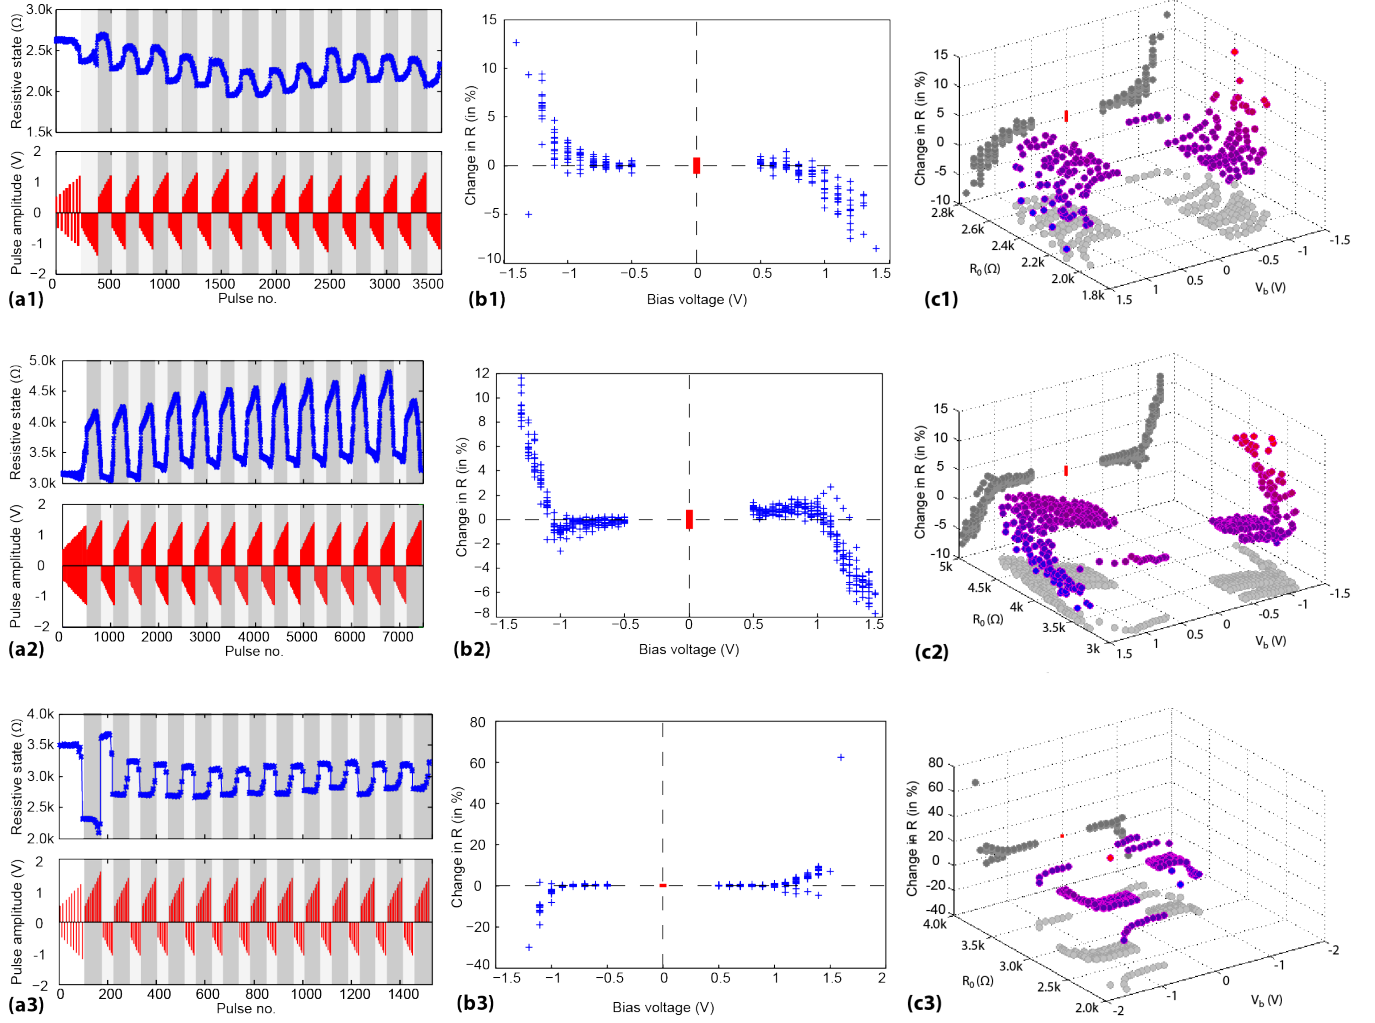 3.0k
2.5k
2.0k
1.5k
Resistive state (Ω)
2
1
0
-1
−2
Pulse amplitude (V)
0 500 1000 1500 2000 2500 3000 3500
Pulse no.
(a1)
15
10
5
0
−5
−10
Change in R (in %)
−1.5 −1 −0.5 0 0.5 1 1.5
Bias voltage (V)
(b1)
15
10
5
0
-5
-10
Change in R (in %)
2.8k
2.6k
2.4k
2.2k
2.0k
1.8k
R₀ (Ω)
1.5 1 0.5 0 -0.5 -1 -1.5
V_b (V)
(c1)
5.0k
4.5k
4.0k
3.5k
3.0k
Resistive state (Ω)
2
1
0
-1
−2
Pulse amplitude (V)
0 1000 2000 3000 4000 5000 6000 7000
Pulse no.
(a2)
12
10
8
6
4
2
0
−2
−4
−6
−8
Change in R (in %)
−1.5 −1 −0.5 0 0.5 1 1.5
Bias voltage (V)
(b2)
15
10
5
0
-5
-10
Change in R (in %)
5k
4.5k
4k
3.5k
3k
R₀ (Ω)
1.5 1 0.5 0 -0.5 -1 -1.5
V_b (V)
(c2)
4.0k
3.5k
3.0k
2.5k
2.0k
Resistive state (Ω)
2
1
0
-1
-2
Pulse amplitude (V)
0 200 400 600 800 1000 1200 1400
Pulse no.
(a3)
80
60
40
20
0
−20
−40
Change in R (in %)
−1.5 −1 −0.5 0 0.5 1 1.5 2
Bias voltage (V)
(b3)
80
60
40
20
0
-20
-40
Change in R (in %)
4.0k
3.5k
3.0k
2.5k
2.0k
R₀ (Ω)
-2 -1 0 1 -2
V_b (V)
(c3)